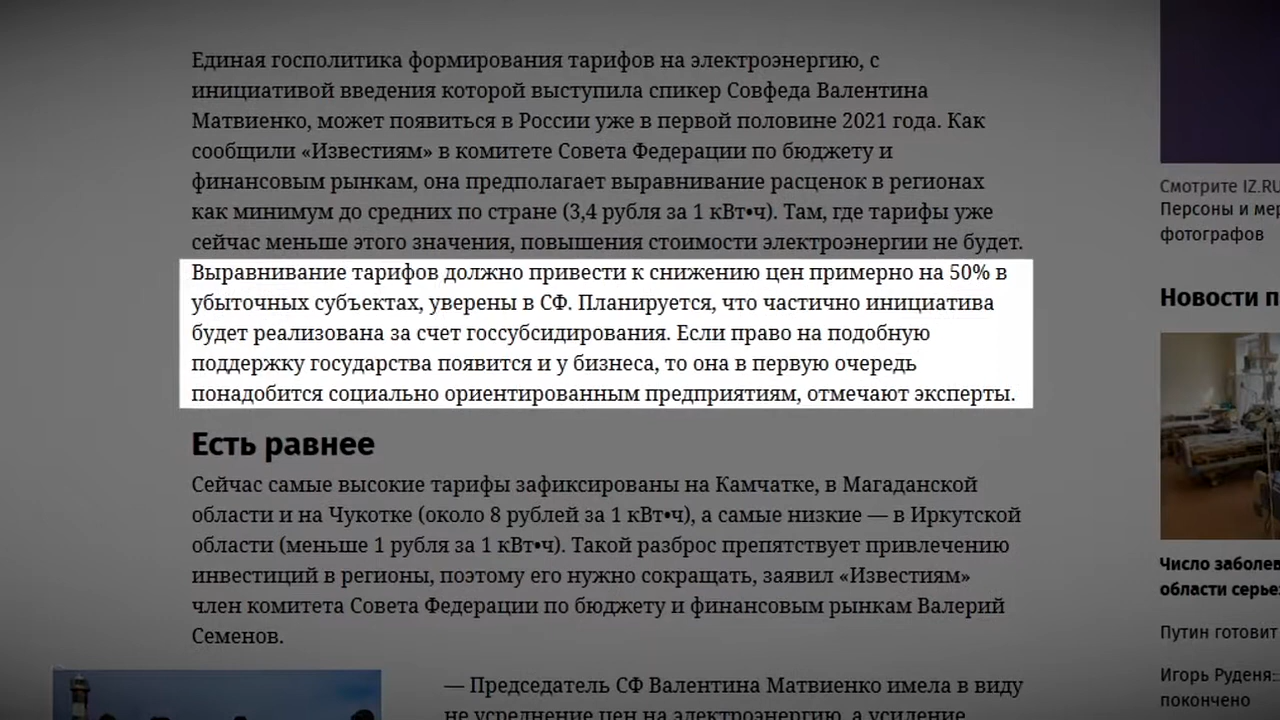 Единая госполитика формирования тарифов на электроэнергию, с
инициативой введения которой выступила спикер Совфеда Валентина
Матвиенко, может появиться в России уже в первой половине 2021 года. Как
сообщили «Известиям» в комитете Совета Федерации по бюджету и
финансовым рынкам, она предполагает выравнивание расценок в регионах
как минимум до средних по стране (3,4 рубля за 1 кВт•ч). Там, где тарифы уже
сейчас меньше этого значения, повышения стоимости электроэнергии не будет.
Выравнивание тарифов должно привести к снижению цен примерно на 50% в
убыточных субъектах, уверены в СФ. Планируется, что частично инициатива
будет реализована за счет госсубсидирования. Если право на подобную
поддержку государства появится и у бизнеса, то она в первую очередь
понадобится социально ориентированным предприятиям, отмечают эксперты.
Есть равнее
Сейчас самые высокие тарифы зафиксированы на Камчатке, в Магаданской
области и на Чукотке (около 8 рублей за 1 кВт•ч), а самые низкие — в Иркутской
области (меньше 1 рубля за 1 кВт•ч). Такой разброс препятствует привлечению
инвестиций в регионы, поэтому его нужно сокращать, заявил «Известиям»
член комитета Совета Федерации по бюджету и финансовым рынкам Валерий
Семенов.
— Председатель СФ Валентина Матвиенко имела в виду
не усреднение цен на электроэнергию, а усиление
Смотрите IZ.RU
Персоны и мер
фотографов
Новости п
Число заболев
области серье
Путин готовит
Игорь Руденя:
покончено